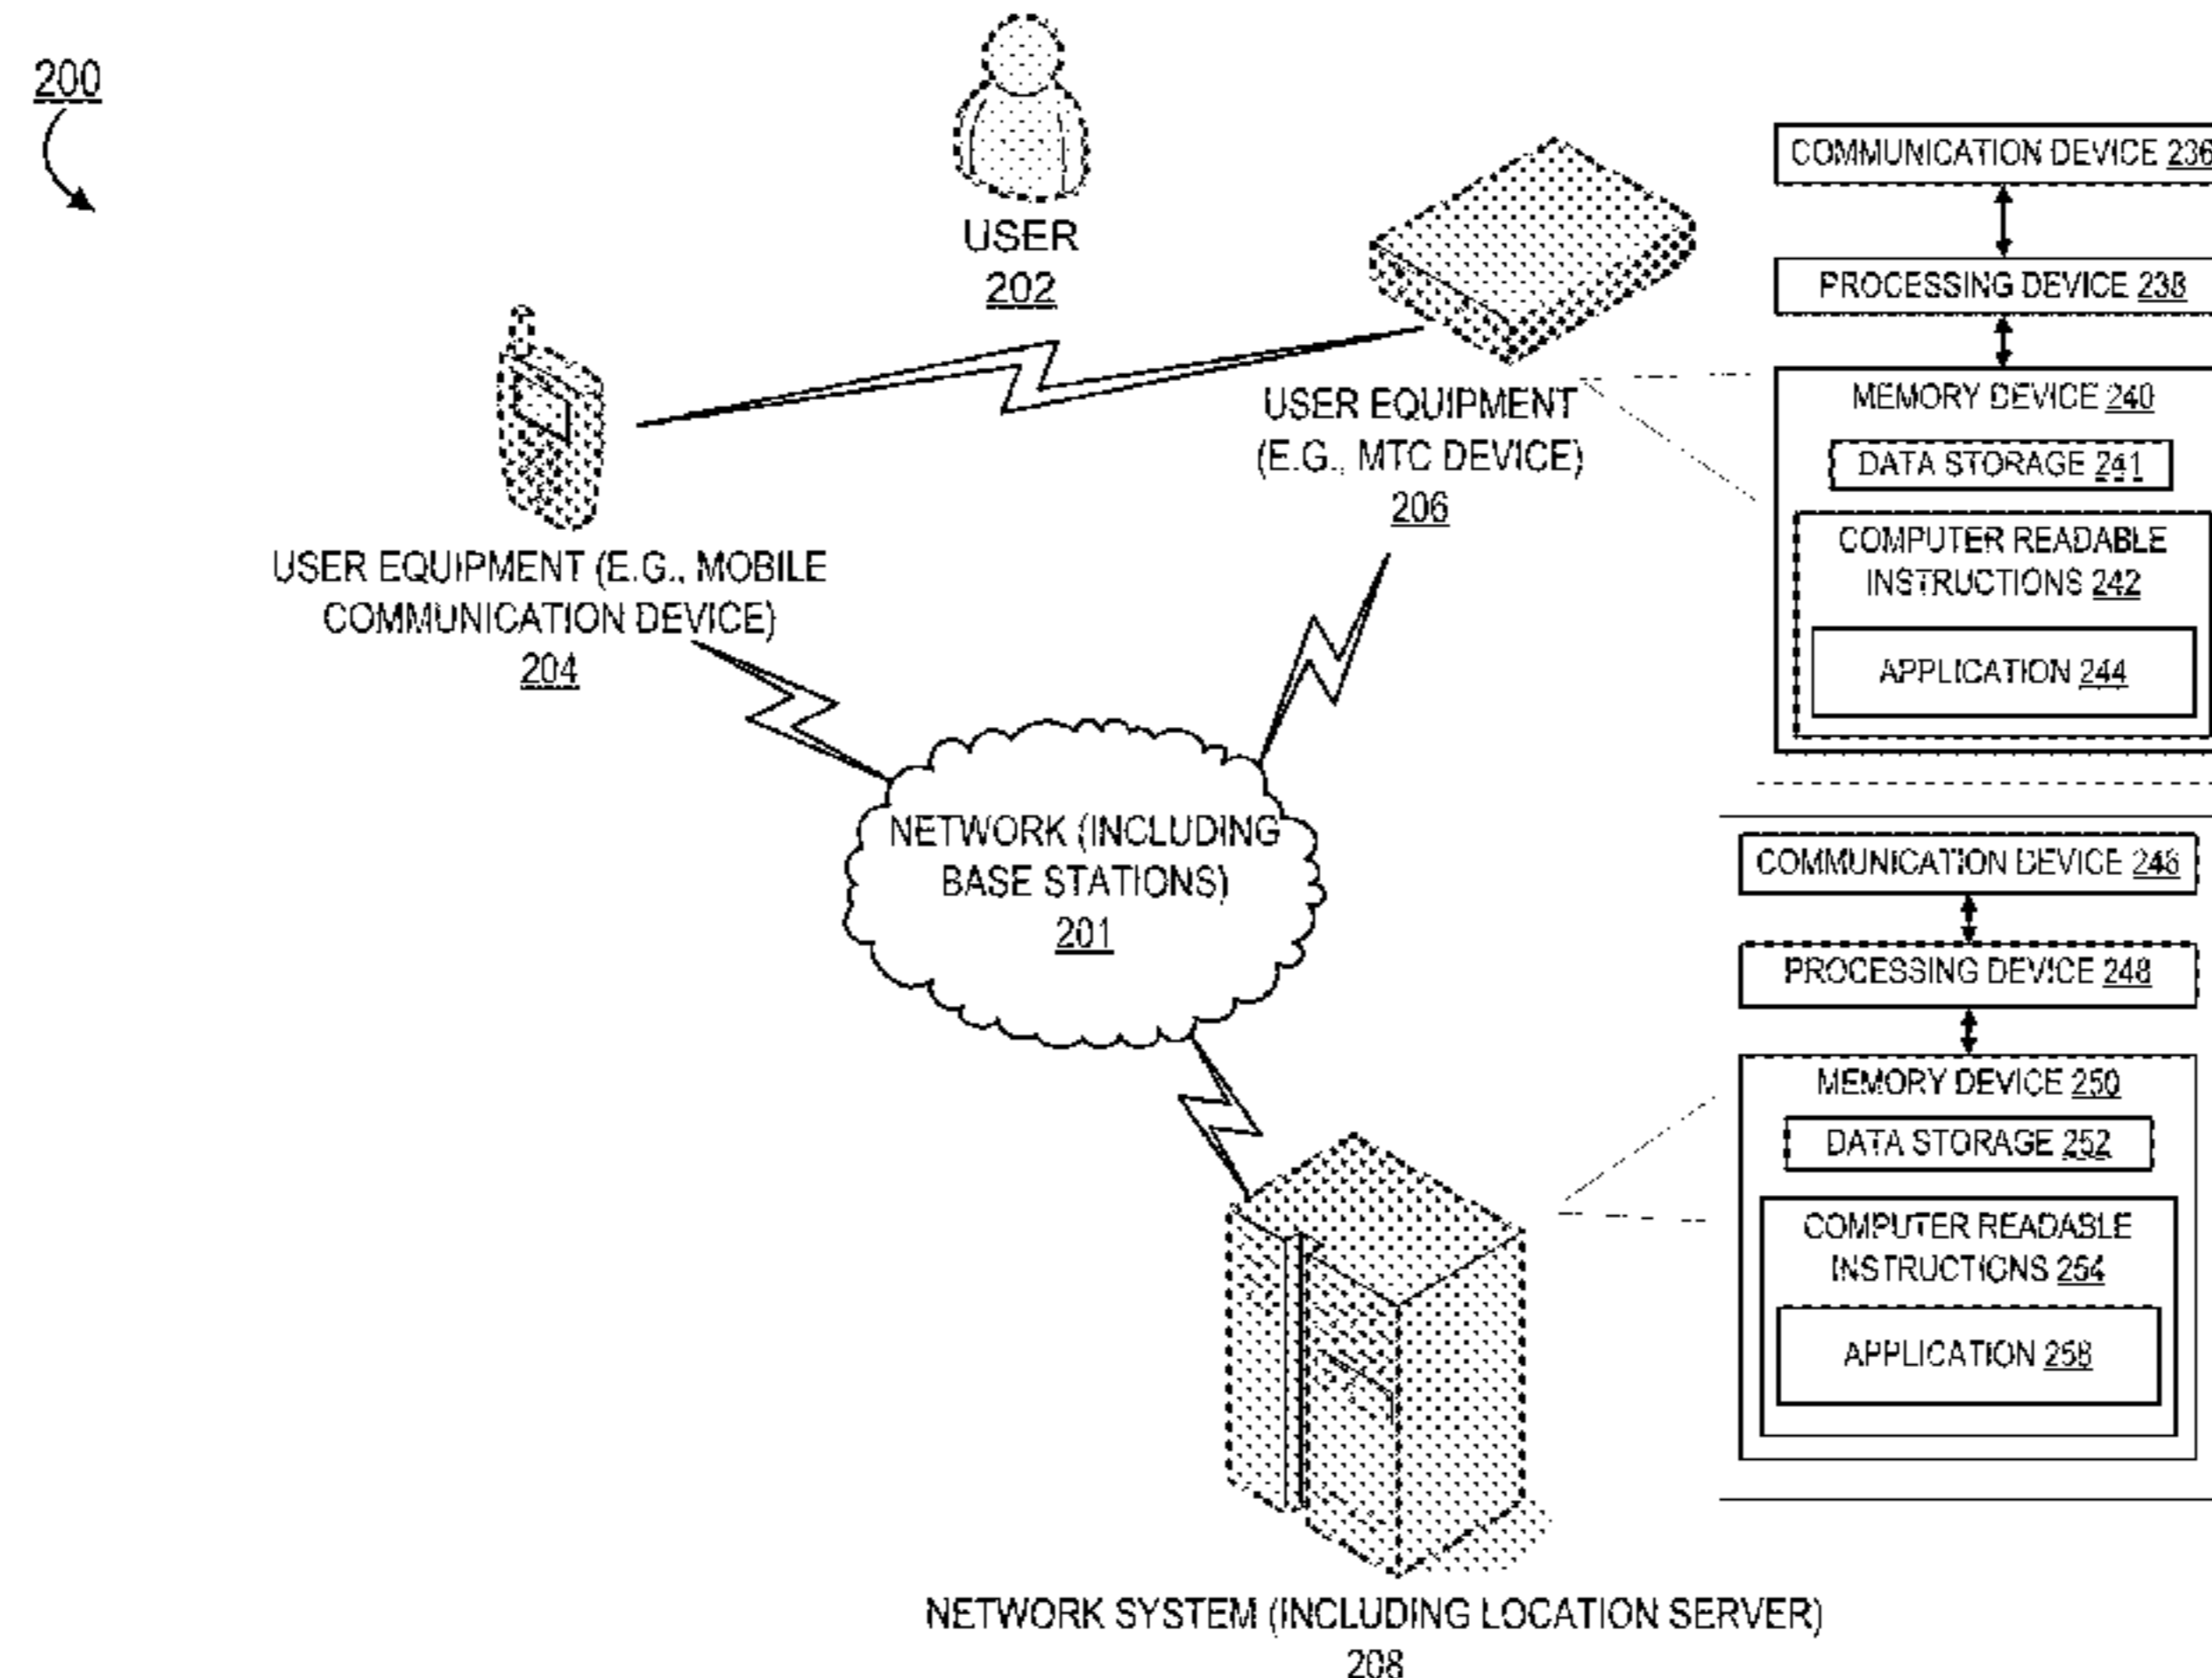 200
USER
202
USER EQUIPMENT (E.G., MOBILE
COMMUNICATION DEVICE)
204
USER EQUIPMENT
(E.G., MTC DEVICE)
206
NETWORK (INCLUDING
BASE STATIONS)
201
NETWORK SYSTEM (INCLUDING LOCATION SERVER)
208
COMMUNICATION DEVICE 236
PROCESSING DEVICE 238
MEMORY DEVICE 240
DATA STORAGE 241
COMPUTER READABLE
INSTRUCTIONS 242
APPLICATION 244
COMMUNICATION DEVICE 246
PROCESSING DEVICE 248
MEMORY DEVICE 250
DATA STORAGE 252
COMPUTER READABLE
INSTRUCTIONS 254
APPLICATION 258